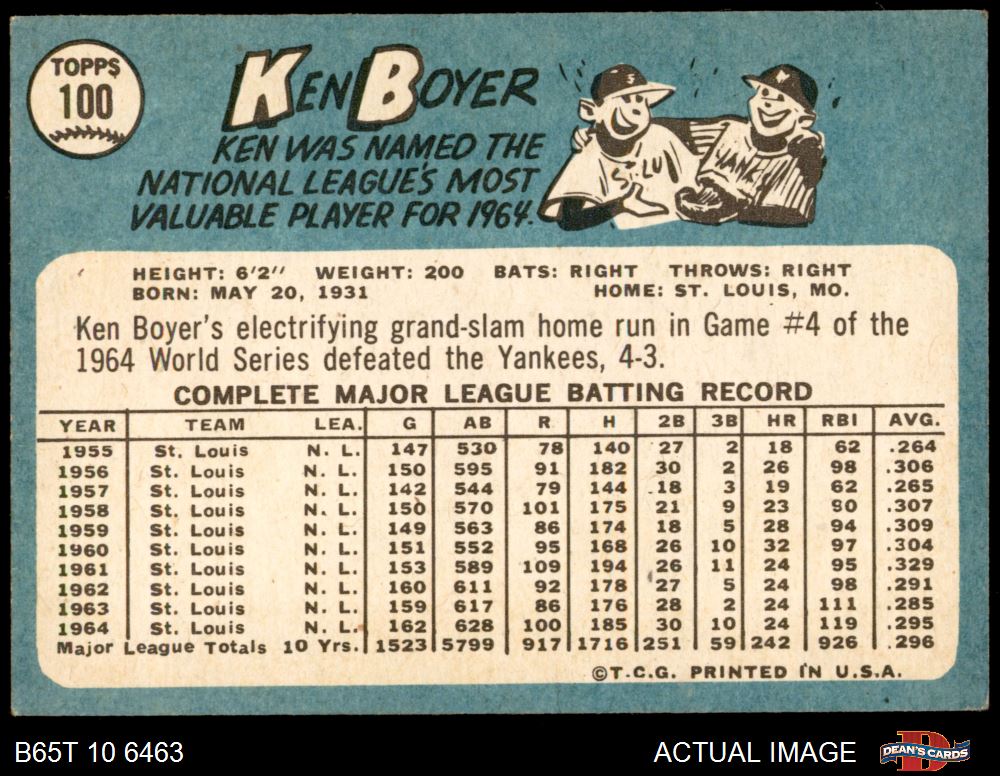 TOPPS
100
KEN BOYER
KEN WAS NAMED THE
NATIONAL LEAGUE'S MOST
VALUABLE PLAYER FOR 1964.
S
ST. LU
YANK
HEIGHT: 6'2" WEIGHT: 200 BATS: RIGHT THROWS: RIGHT
BORN: MAY 20, 1931 HOME: ST. LOUIS, MO.
Ken Boyer's electrifying grand-slam home run in Game #4 of the
1964 World Series defeated the Yankees, 4-3.
COMPLETE MAJOR LEAGUE BATTING RECORD
YEAR TEAM LEA. G AB R H 2B 3B HR RBI AVG.
1955 St. Louis N. L. 147 530 78 140 27 2 18 62 .264
1956 St. Louis N. L. 150 595 91 182 30 2 26 98 .306
1957 St. Louis N. L. 142 544 79 144 18 3 19 62 .265
1958 St. Louis N. L. 150 570 101 175 21 9 23 90 .307
1959 St. Louis N. L. 149 563 86 174 18 5 28 94 .309
1960 St. Louis N. L. 151 552 95 168 26 10 32 97 .304
1961 St. Louis N. L. 153 589 109 194 26 11 24 95 .329
1962 St. Louis N. L. 160 611 92 178 27 5 24 98 .291
1963 St. Louis N. L. 159 617 86 176 28 2 24 111 .285
1964 St. Louis N. L. 162 628 100 185 30 10 24 119 .295
Major League Totals 10 Yrs. 1523 5799 917 1716 251 59 242 926 .296
©T.C.G. PRINTED IN U.S.A.
B65T 10 6463
ACTUAL IMAGE
D
DEAN'S CARDS